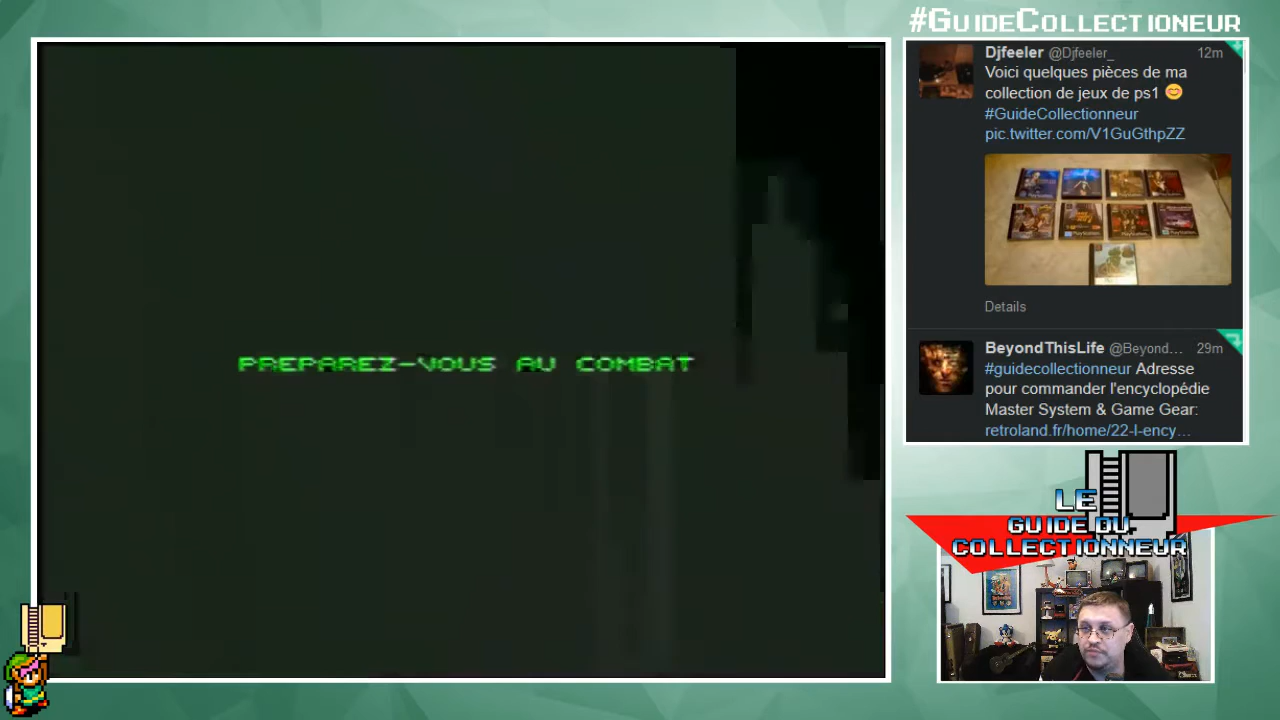 #GUIDECOLLECTIONEUR
Djfeeler @Djfeeler_ 12m
Voici quelques pièces de ma
collection de jeux de ps1 😊
#GuideCollectionneur
pic.twitter.com/V1GuGthpZZ
Details
BeyondThisLife @Beyond... 29m
#guidecollectionneur Adresse
pour commander l'encyclopédie
Master System & Game Gear:
retroland.fr/home/22-l-ency...
PREPAREZ-VOUS AU COMBAT
LE
GUIDE DU
COLLECTIONNEUR